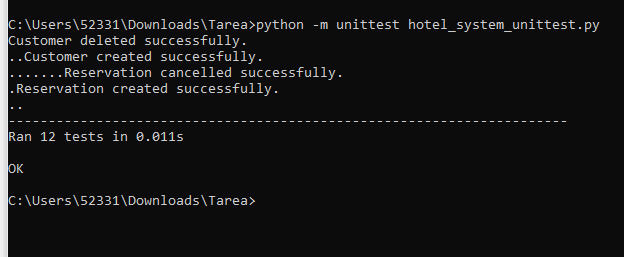 C:\Users\52331\Downloads\Tarea>python -m unittest hotel_system_unittest.py
Customer deleted successfully.
..Customer created successfully.
.......Reservation cancelled successfully.
.Reservation created successfully.
..
----------------------------------------------------------------------
Ran 12 tests in 0.011s
OK
C:\Users\52331\Downloads\Tarea>